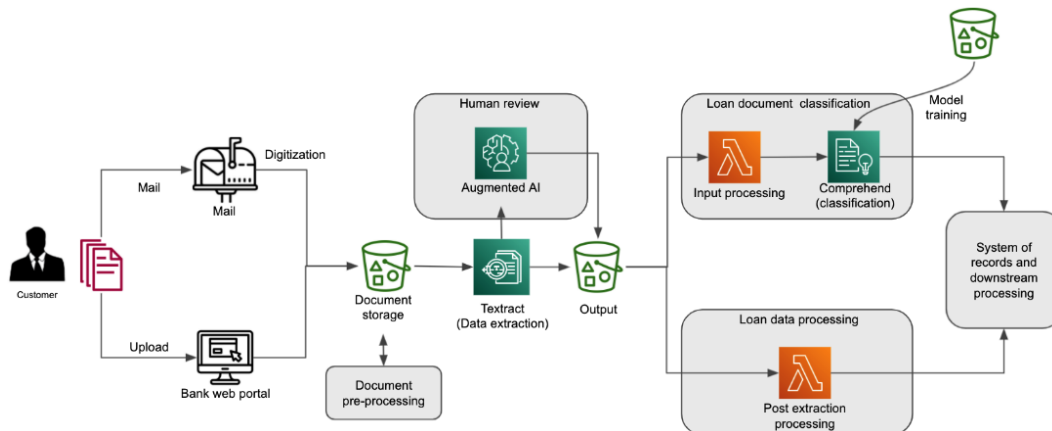 Customer
Mail
Mail
Digitization
Upload
Bank web portal
Document
storage
Document
pre-processing
Human review
Augmented AI
Textract
(Data extraction)
Output
Loan document classification
Input processing
Comprehend
(classification)
Model
training
Loan data processing
Post extraction
processing
System of
records and
downstream
processing